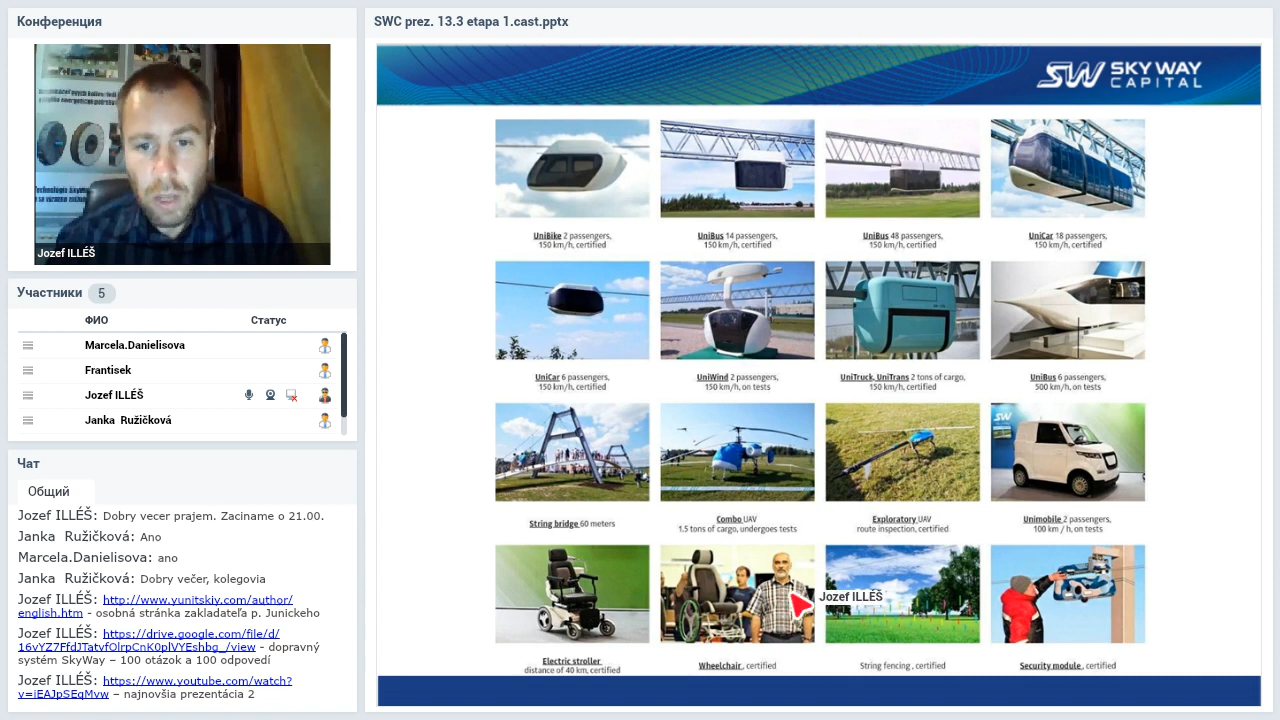 Конференция
Jozef ILLÉŠ
Участники 5
ФИО Статус
Marcela.Danielisova
Frantisek
Jozef ILLÉŠ
Janka Ružičková
Чат
Общий
Jozef ILLÉŠ: Dobry vecer prajem. Zaciname o 21.00.
Janka Ružičková: Ano
Marcela.Danielisova: ano
Janka Ružičková: Dobry večer, kolegovia
Jozef ILLÉŠ: http://www.yunitskiy.com/author/
english.htm - osobná stránka zakladateľa p. Junickeho
Jozef ILLÉŠ: https://drive.google.com/file/d/
16vYZ7FfdJTatvfOlrpCnK0plVYEshbg_/view - dopravný
systém SkyWay – 100 otázok a 100 odpovedí
Jozef ILLÉŠ: https://www.youtube.com/watch?
v=iEAJpSEqMvw – najnovšia prezentácia 2
SWC prez. 13.3 etapa 1.cast.pptx
SW SKY WAY
CAPITAL
UniBike 2 passengers,
150 km/h, certified
UniBus 14 passengers,
150 km/h, certified
UniBus 48 passengers,
150 km/h, certified
UniCar 18 passengers,
150 km/h, certified
UniCar 6 passengers,
150 km/h, certified
UniWind 2 passengers,
150 km/h, on tests
UniTruck, UniTrans 2 tons of cargo,
150 km/h, certified
UniBus 6 passengers,
500 km/h, on tests
SW
String bridge 60 meters
Combo UAV
1.5 tons of cargo, undergoes tests
Exploratory UAV
route inspection, certified
Unimobile 2 passengers,
100 km / h, on tests
Jozef ILLÉŠ
Electric stroller
distance of 40 km, certified
Wheelchair, certified
String fencing, certified
Security module, certified